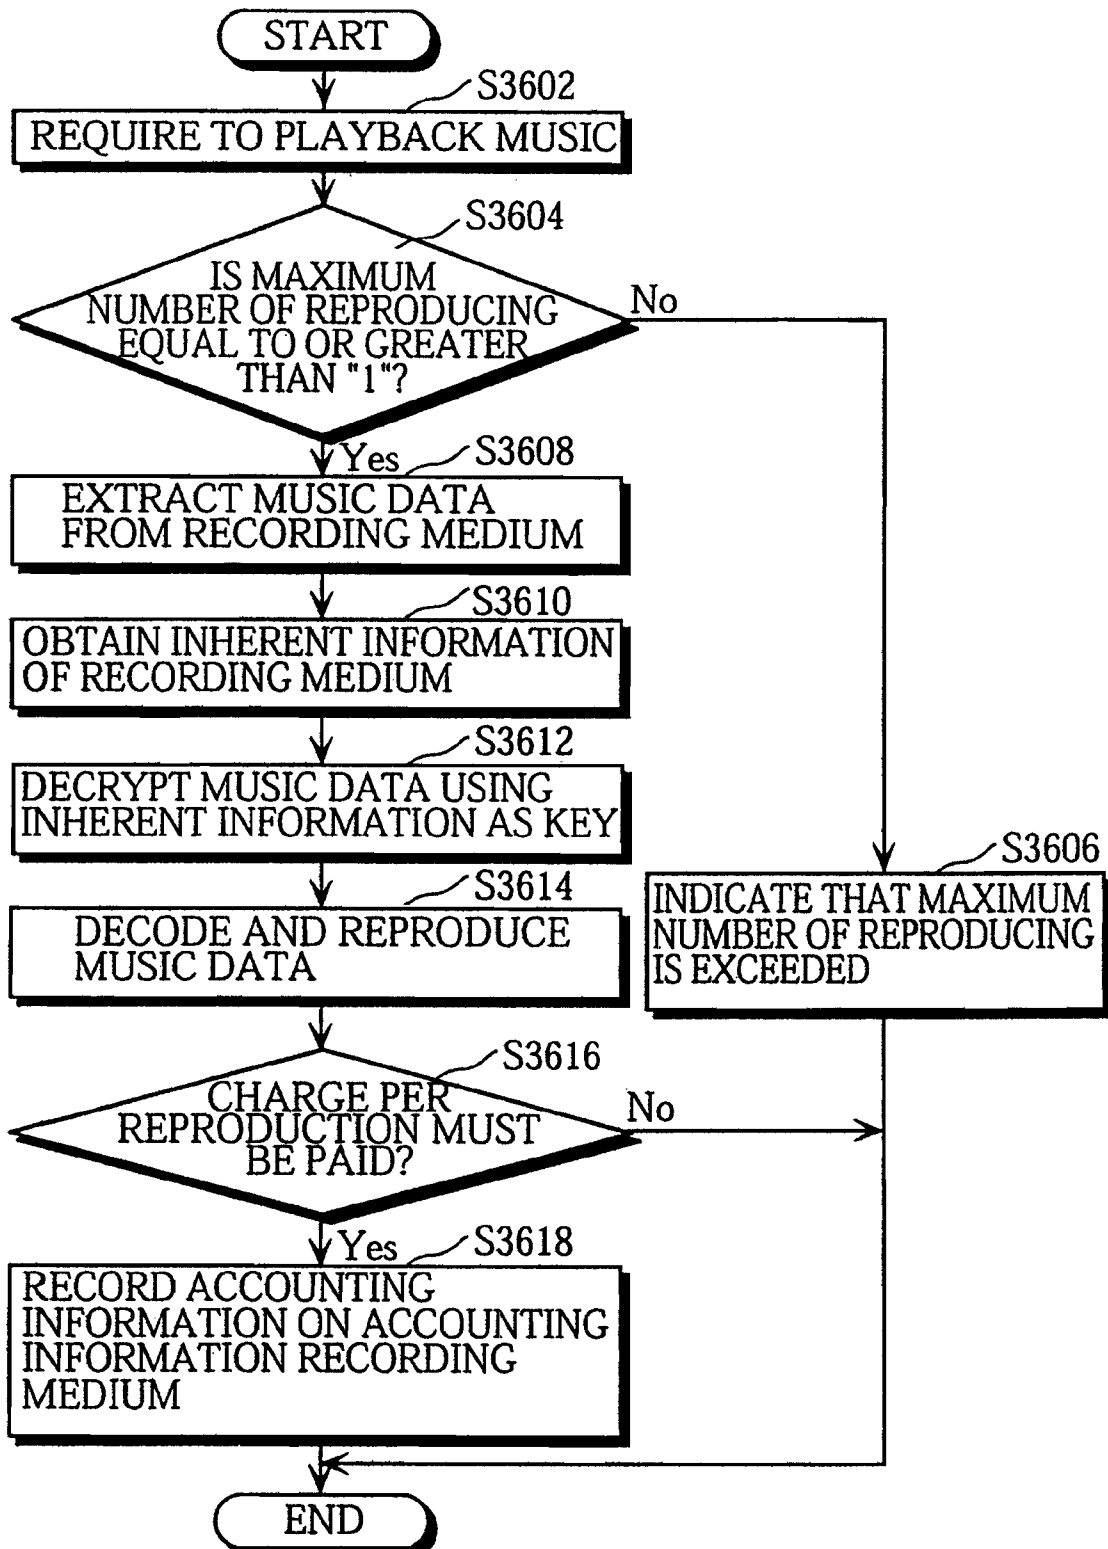 START
S3602
REQUIRE TO PLAYBACK MUSIC
S3604
IS MAXIMUM
NUMBER OF REPRODUCING
EQUAL TO OR GREATER
THAN "1"?
No
Yes
S3608
EXTRACT MUSIC DATA
FROM RECORDING MEDIUM
S3610
OBTAIN INHERENT INFORMATION
OF RECORDING MEDIUM
S3612
DECRYPT MUSIC DATA USING
INHERENT INFORMATION AS KEY
S3606
INDICATE THAT MAXIMUM
NUMBER OF REPRODUCING
IS EXCEEDED
S3614
DECODE AND REPRODUCE
MUSIC DATA
S3616
CHARGE PER
REPRODUCTION MUST
BE PAID?
No
Yes
S3618
RECORD ACCOUNTING
INFORMATION ON ACCOUNTING
INFORMATION RECORDING
MEDIUM
END